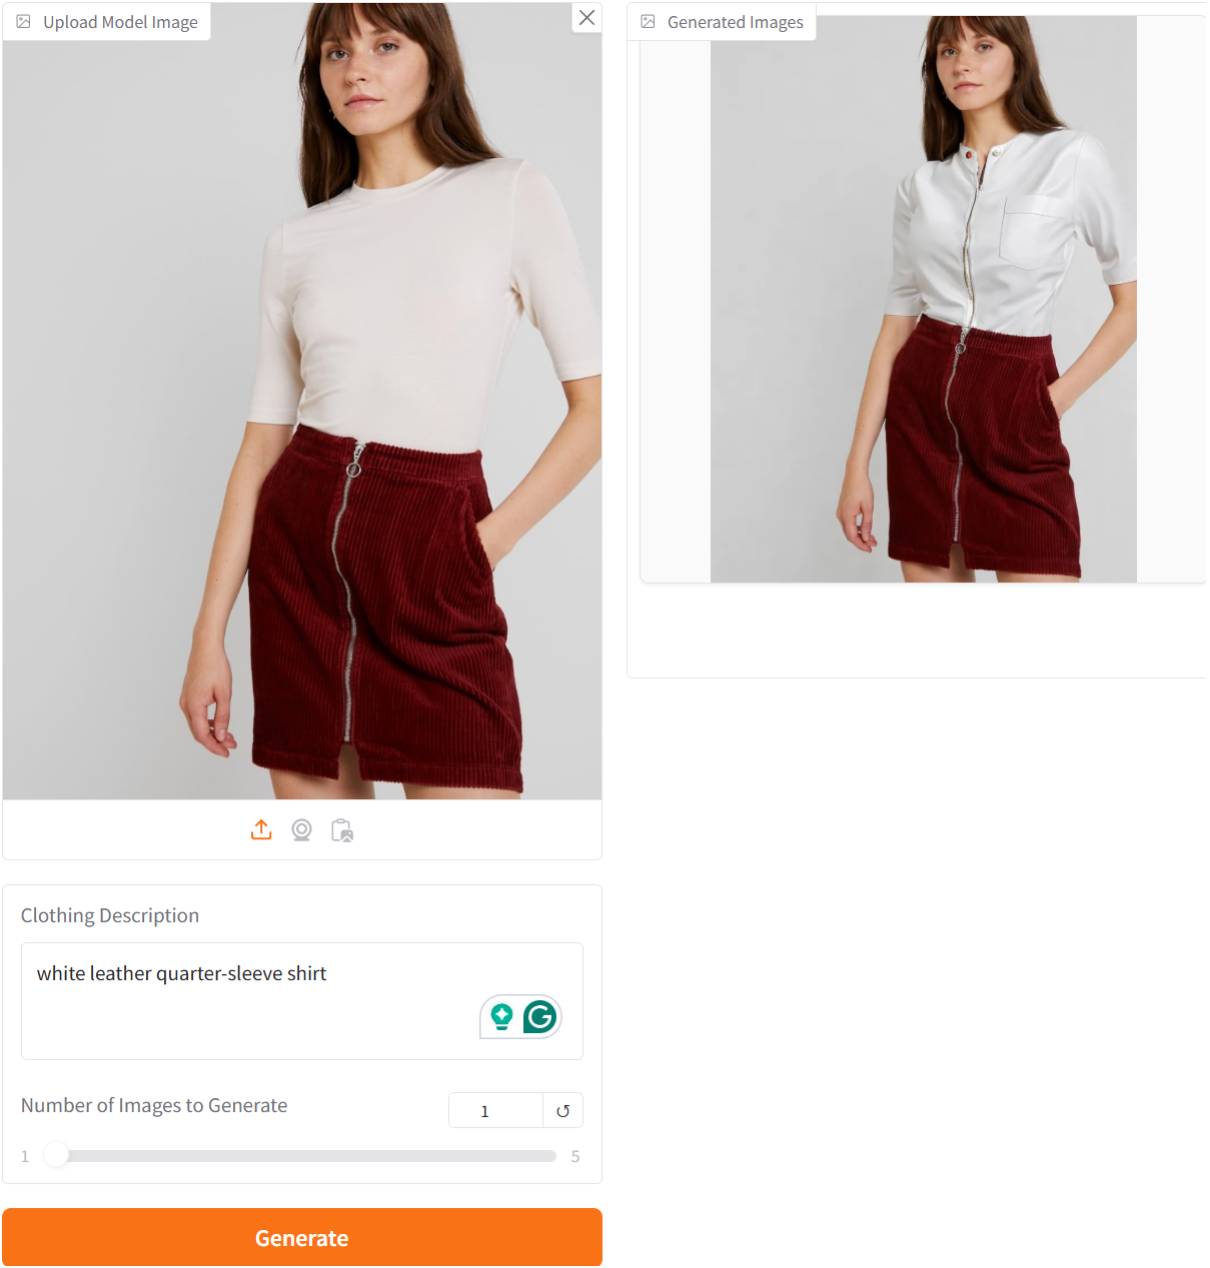 Upload Model Image
Generated Images
Clothing Description
white leather quarter-sleeve shirt
Number of Images to Generate
1
1
5
Generate